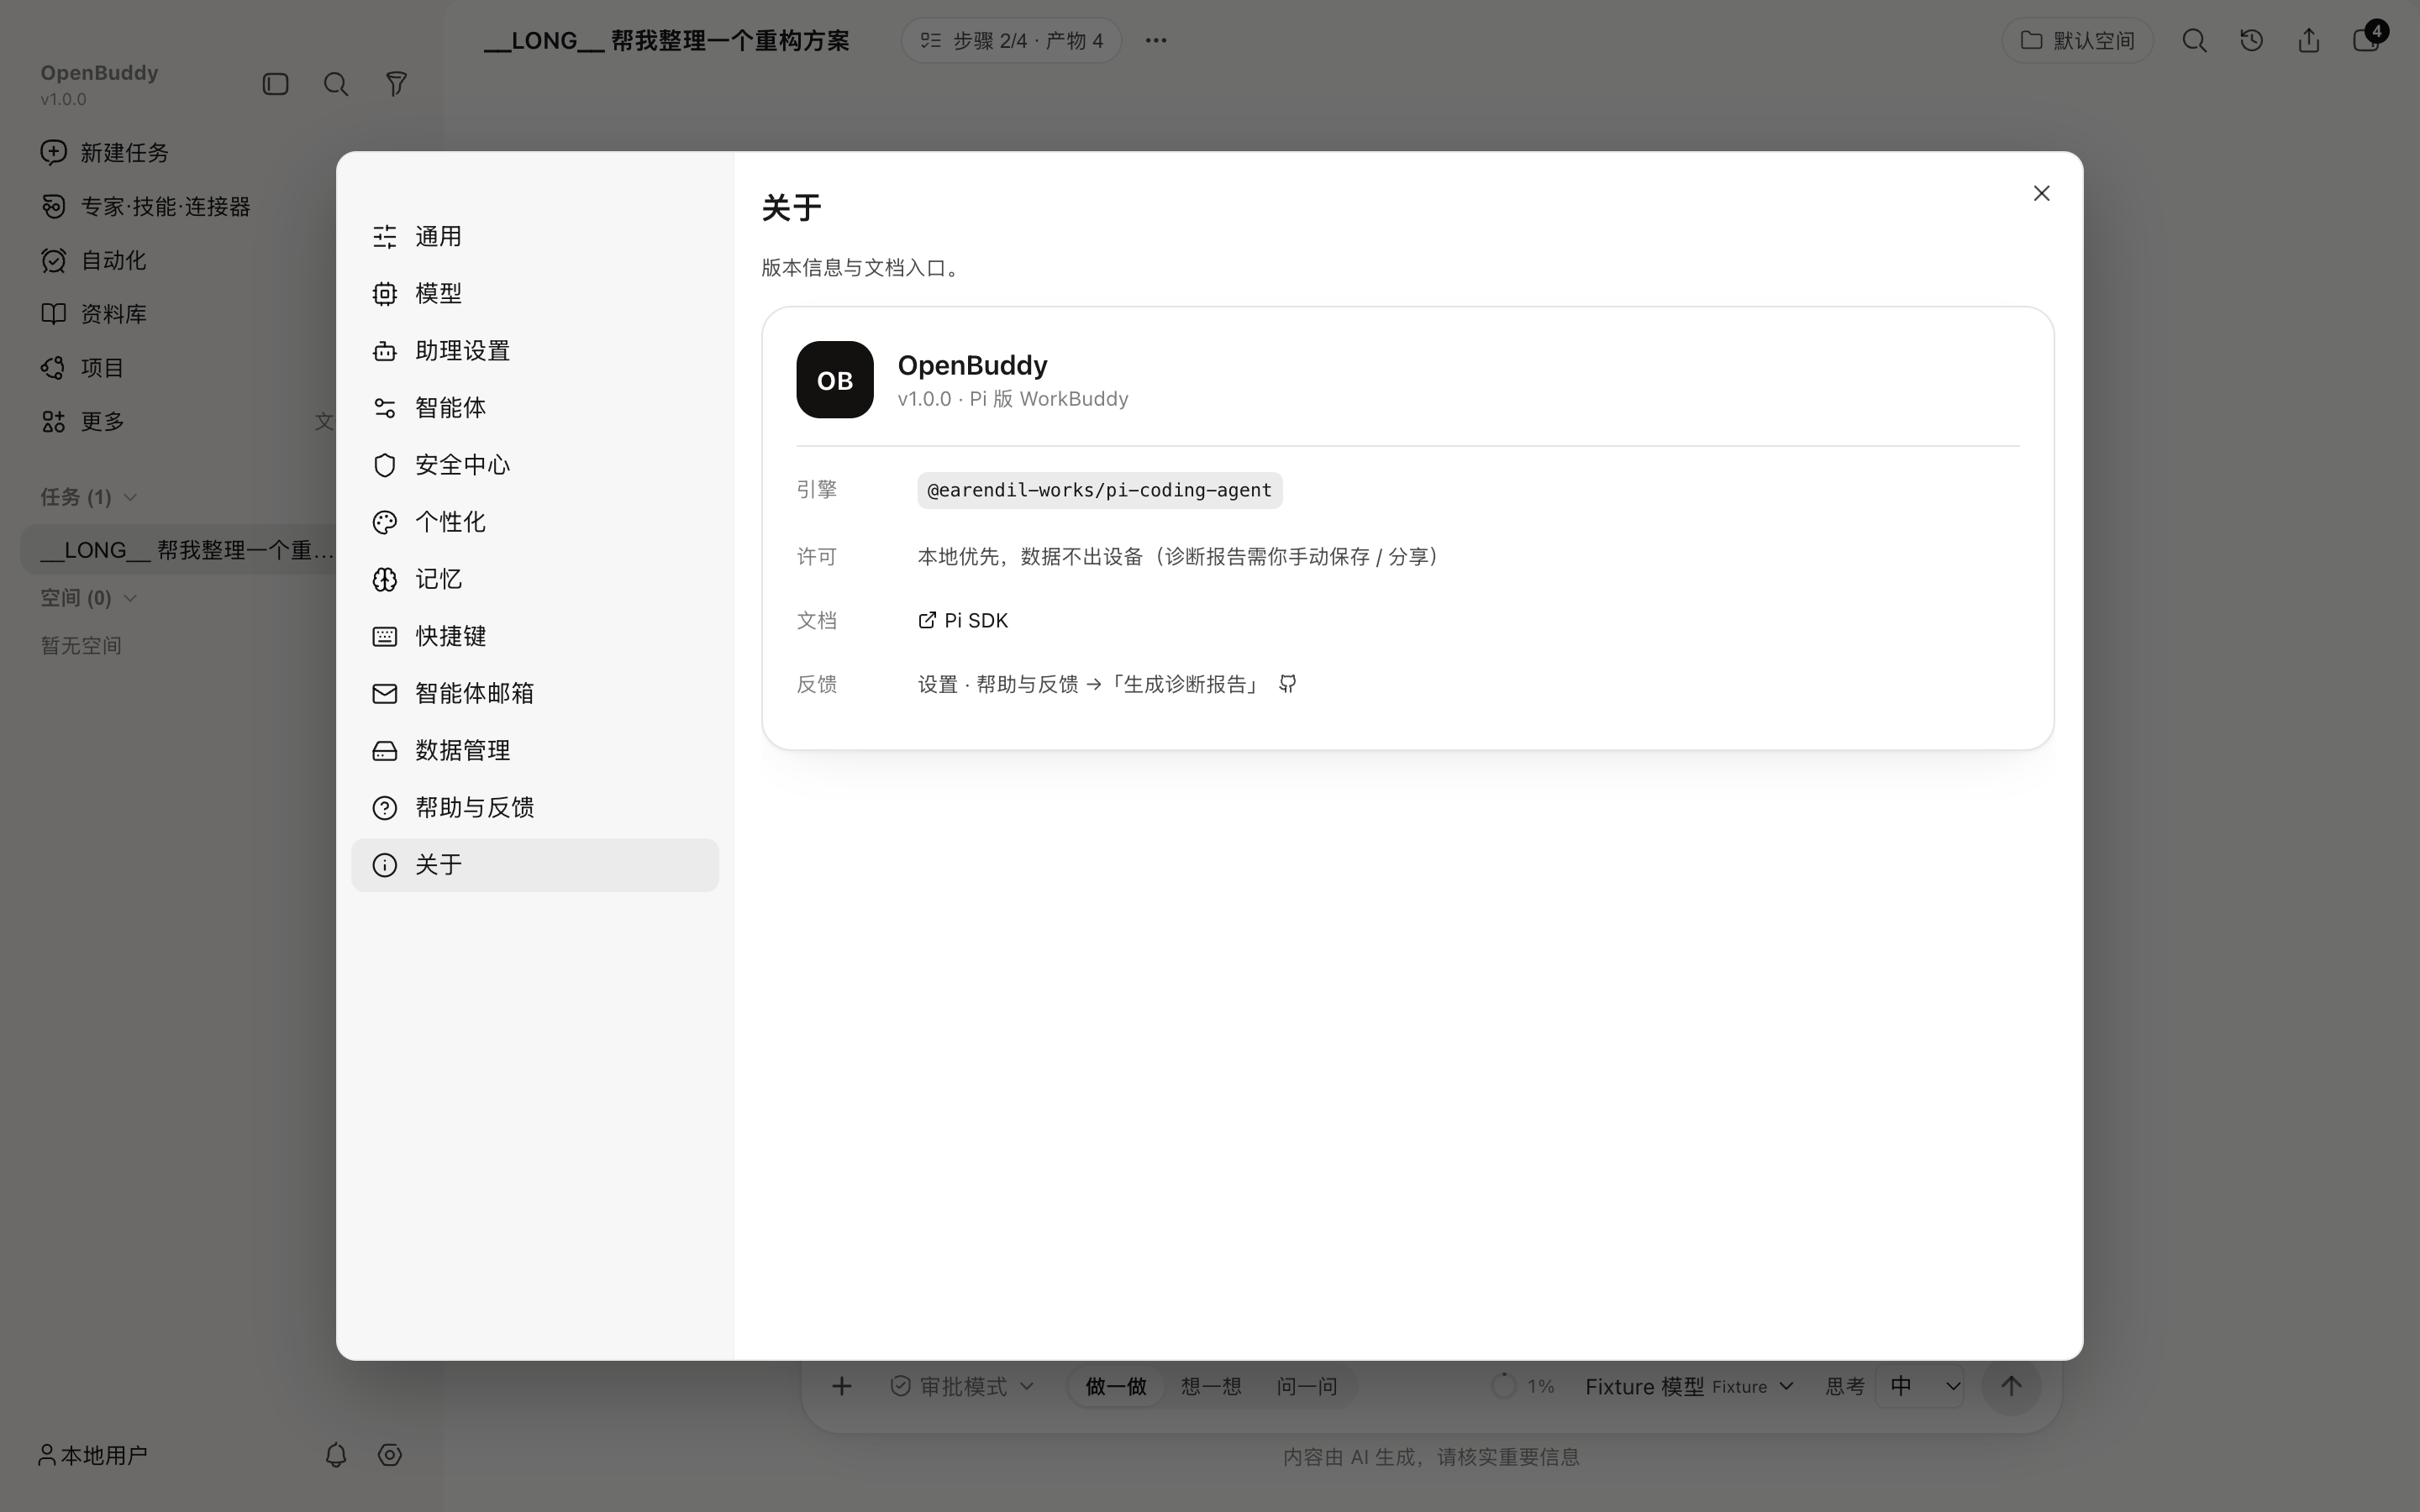 OpenBuddy
v1.0.0
新建任务
专家·技能·连接器
自动化
资料库
项目
更多
文
任务 (1)
__LONG__ 帮我整理一个重…
空间 (0)
暂无空间
本地用户
__LONG__ 帮我整理一个重构方案
步骤 2/4 · 产物 4
默认空间
4
通用
模型
助理设置
智能体
安全中心
个性化
记忆
快捷键
智能体邮箱
数据管理
帮助与反馈
关于
关于
版本信息与文档入口。
OB
OpenBuddy
v1.0.0 · Pi 版 WorkBuddy
引擎 @earendil-works/pi-coding-agent
许可 本地优先，数据不出设备（诊断报告需你手动保存 / 分享）
文档 Pi SDK
反馈 设置 · 帮助与反馈 →「生成诊断报告」
审批模式 做一做 想一想 问一问 1% Fixture 模型 Fixture 思考 中
内容由 AI 生成，请核实重要信息